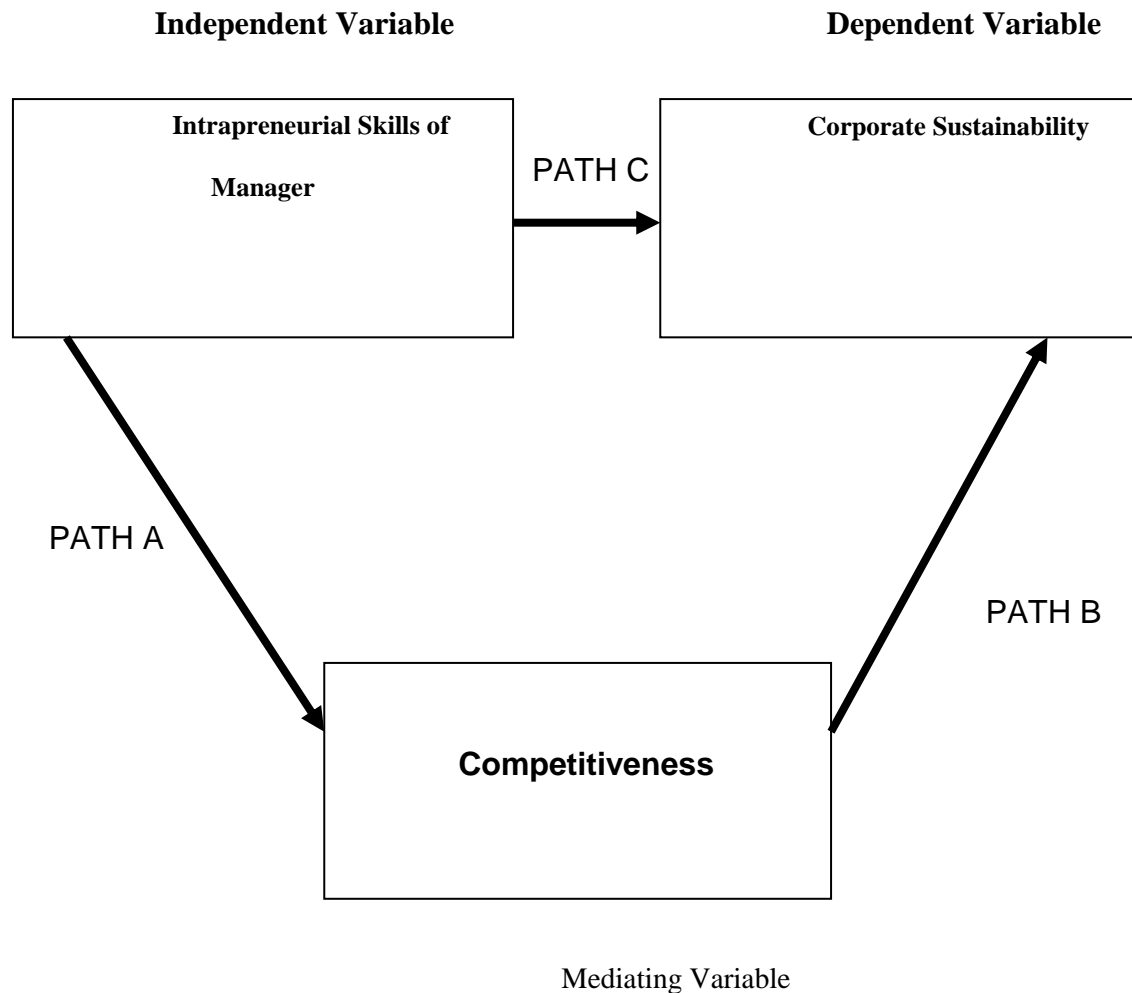 Independent Variable
Dependent Variable
Intrapreneurial Skills of
Manager
Corporate Sustainability
PATH C
PATH A
PATH B
Competitiveness
Mediating Variable